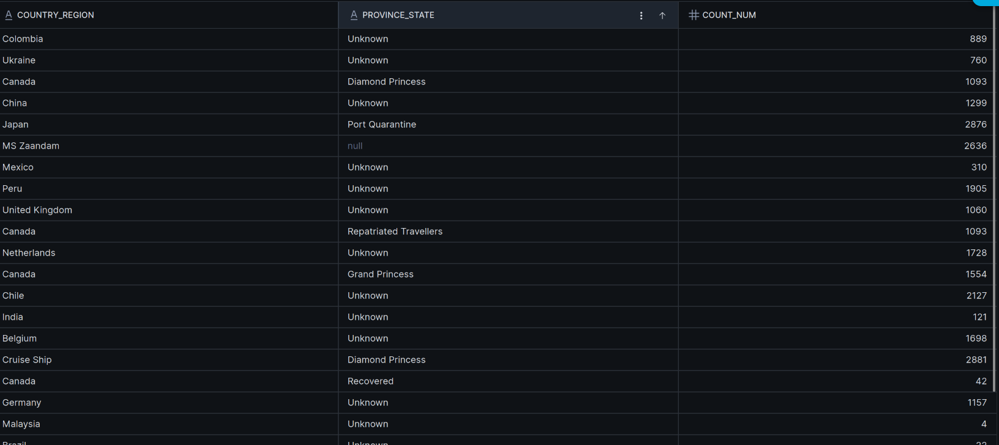 COUNTRY_REGION PROVINCE_STATE COUNT_NUM
Colombia Unknown 889
Ukraine Unknown 760
Canada Diamond Princess 1093
China Unknown 1299
Japan Port Quarantine 2876
MS Zaandam null 2636
Mexico Unknown 310
Peru Unknown 1905
United Kingdom Unknown 1060
Canada Repatriated Travellers 1093
Netherlands Unknown 1728
Canada Grand Princess 1554
Chile Unknown 2127
India Unknown 121
Belgium Unknown 1698
Cruise Ship Diamond Princess 2881
Canada Recovered 42
Germany Unknown 1157
Malaysia Unknown 4
Brazil Unknown